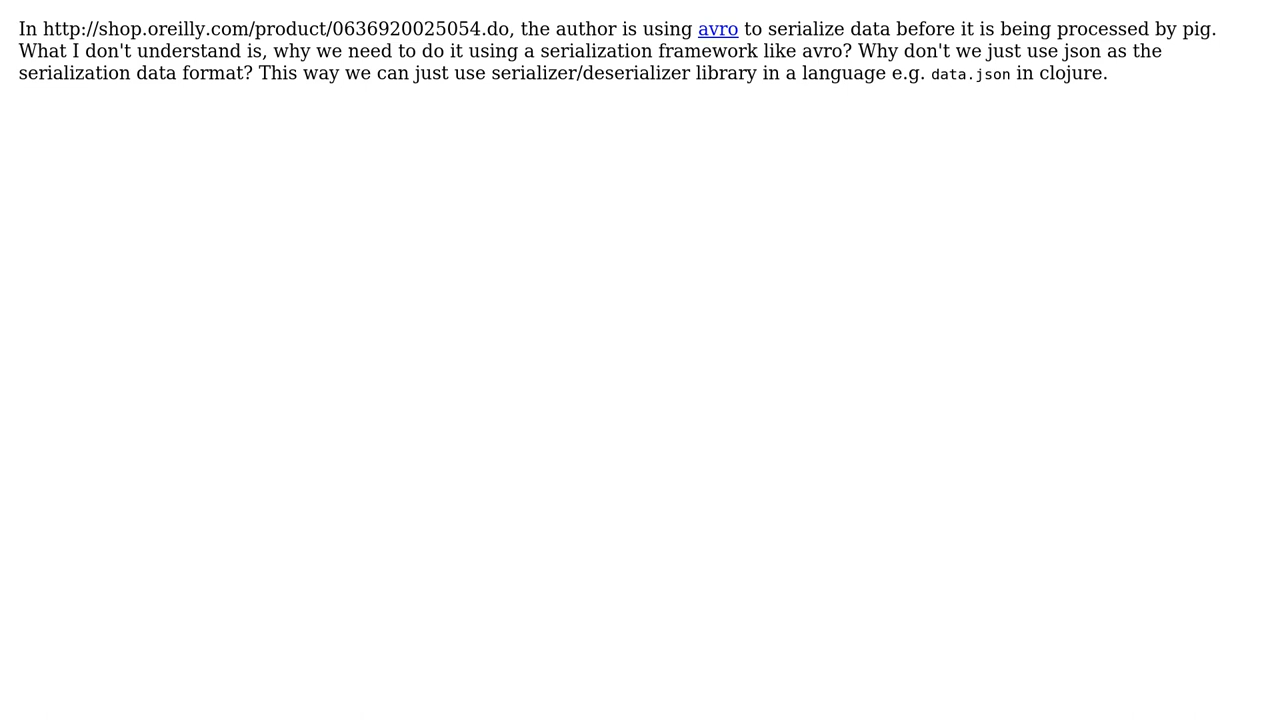 In http://shop.oreilly.com/product/0636920025054.do, the author is using avro to serialize data before it is being processed by pig.
What I don't understand is, why we need to do it using a serialization framework like avro? Why don't we just use json as the
serialization data format? This way we can just use serializer/deserializer library in a language e.g. data.json in clojure.